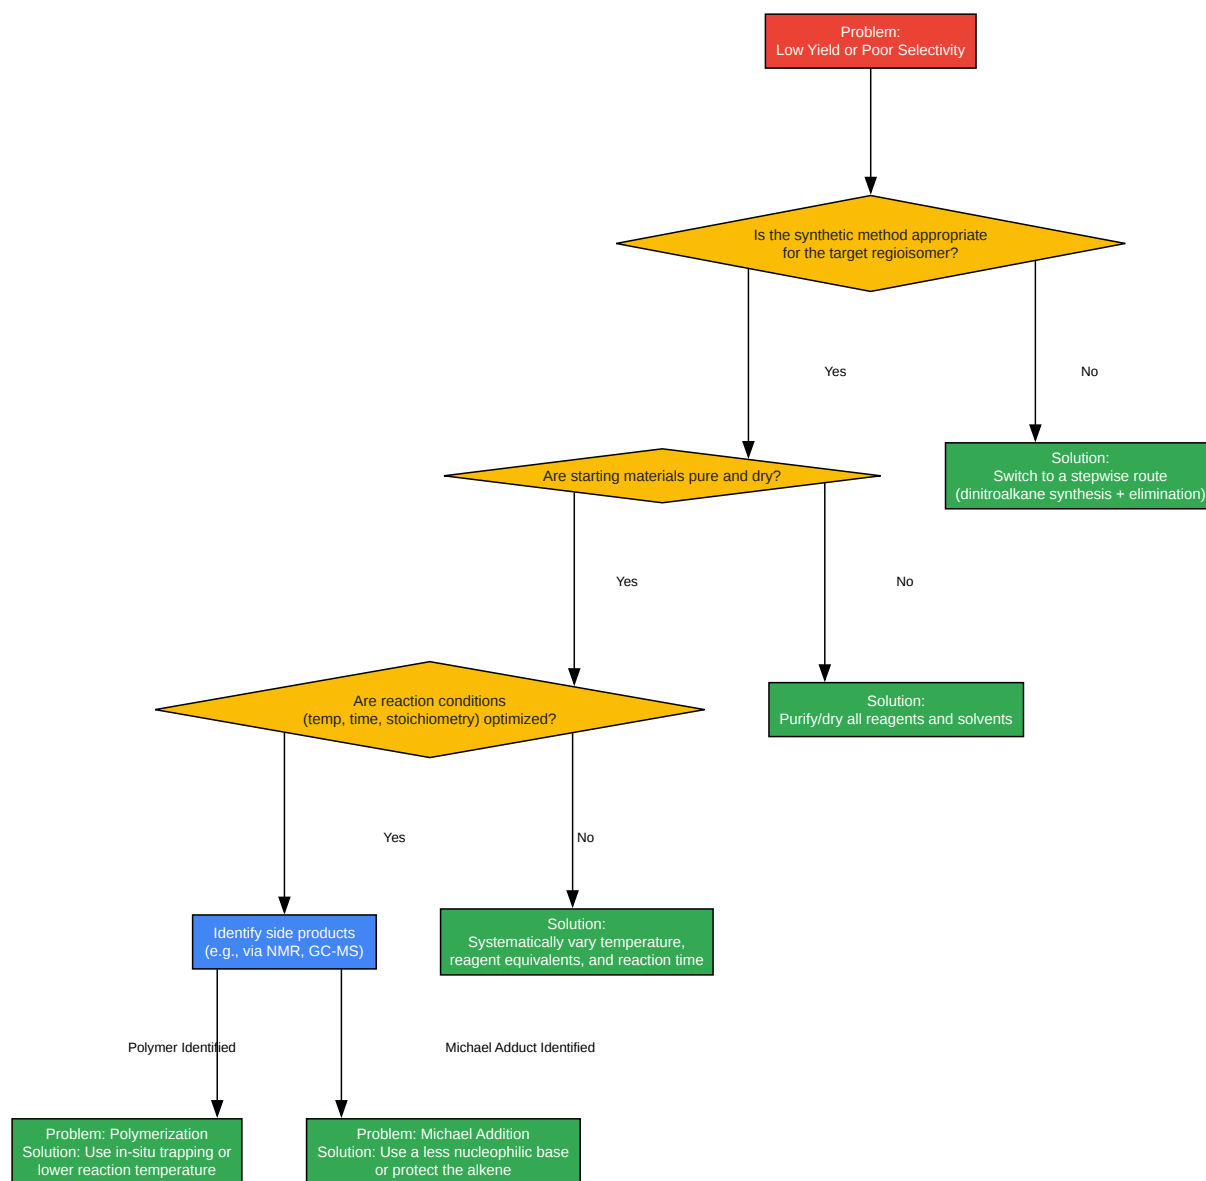 Problem:
Low Yield or Poor Selectivity
Is the synthetic method appropriate
for the target regioisomer?
Yes
No
Solution:
Switch to a stepwise route
(dinitroalkane synthesis + elimination)
Are starting materials pure and dry?
Yes
No
Solution:
Purify/dry all reagents and solvents
Are reaction conditions
(temp, time, stoichiometry) optimized?
Yes
No
Identify side products
(e.g., via NMR, GC-MS)
Solution:
Systematically vary temperature,
reagent equivalents, and reaction time
Polymer Identified
Michael Adduct Identified
Problem: Polymerization
Solution: Use in-situ trapping or
lower reaction temperature
Problem: Michael Addition
Solution: Use a less nucleophilic base
or protect the alkene